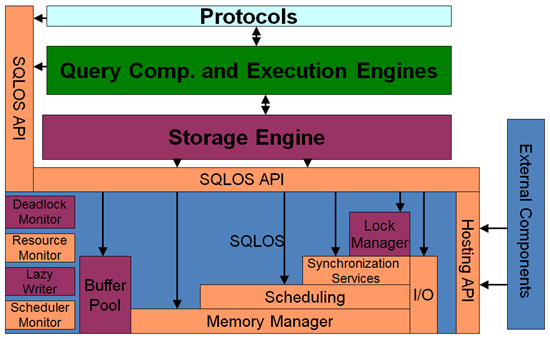 Protocols
Query Comp. and Execution Engines
Storage Engine
SQLOS API
SQLOS API
Deadlock
Monitor
Resource
Monitor
Lazy
Writer
Scheduler
Monitor
Buffer
Pool
SQLOS
Lock
Manager
Synchronization
Services
Scheduling
Memory Manager
I/O
Hosting API
External Components